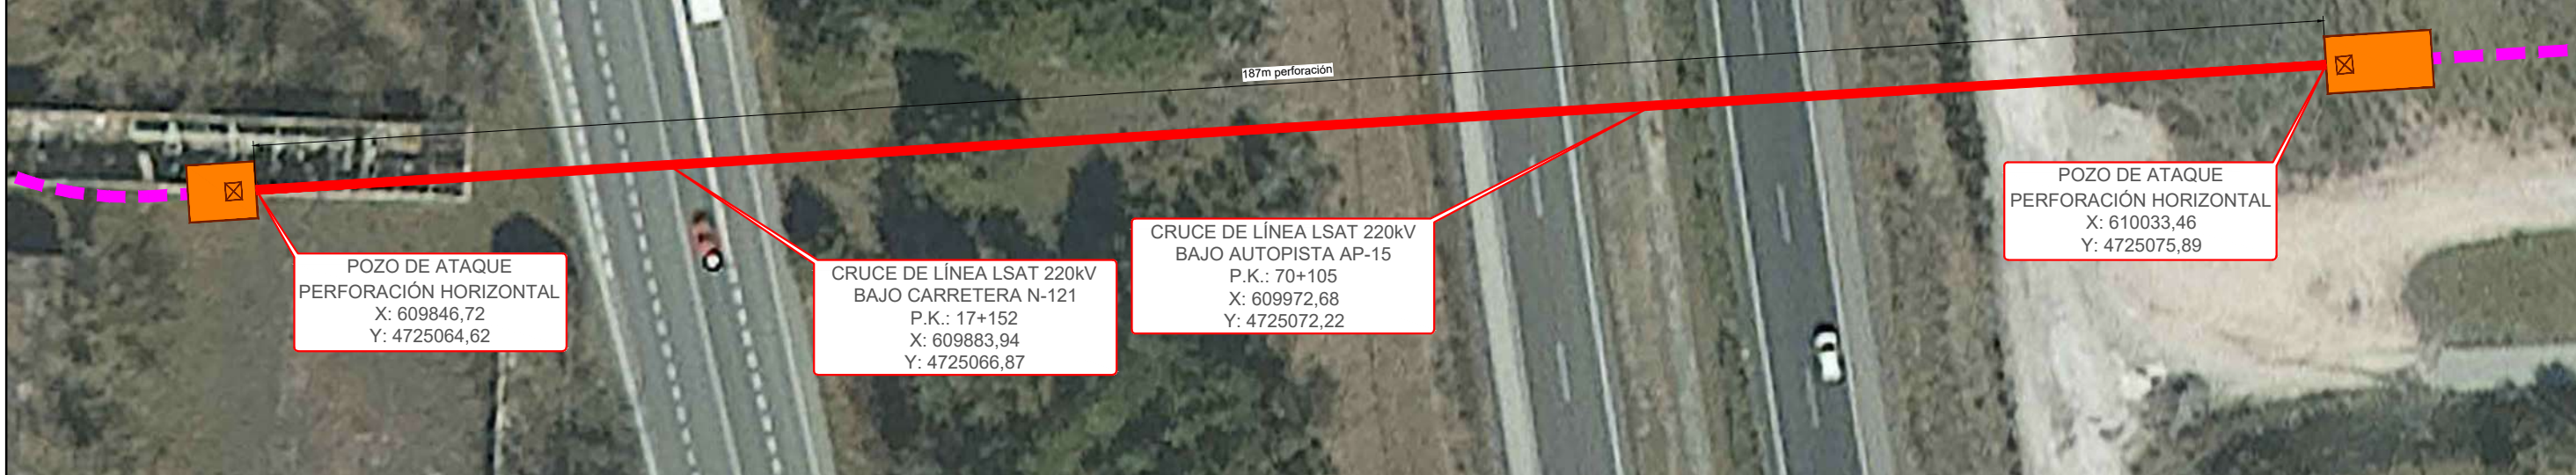 187m perforación
POZO DE ATAQUE
PERFORACIÓN HORIZONTAL
X: 609846,72
Y: 4725064,62
CRUCE DE LÍNEA LSAT 220kV
BAJO CARRETERA N-121
P.K.: 17+152
X: 609883,94
Y: 4725066,87
CRUCE DE LÍNEA LSAT 220kV
BAJO AUTOPISTA AP-15
P.K.: 70+105
X: 609972,68
Y: 4725072,22
POZO DE ATAQUE
PERFORACIÓN HORIZONTAL
X: 610033,46
Y: 4725075,89